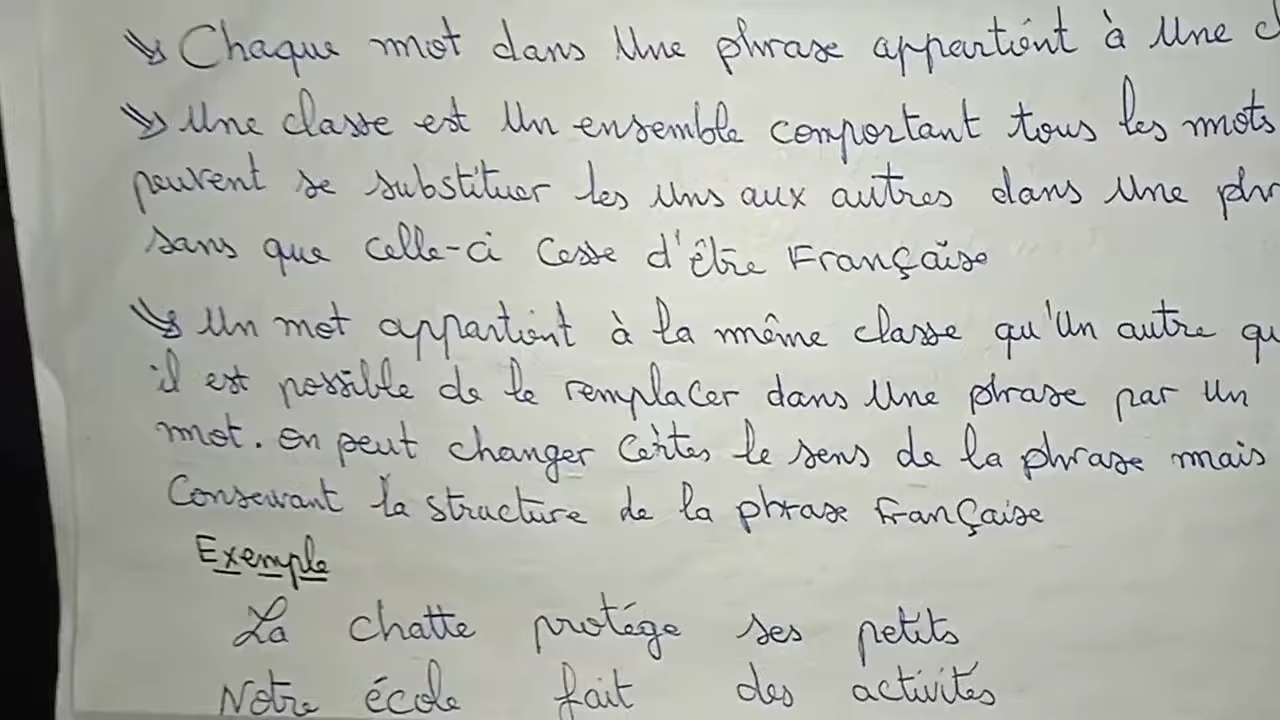 Chaque mot dans une phrase appartient à une
Une classe est un ensemble comportant tous les mots
peuvent se substituer les uns aux autres dans une
sans que celle-ci cesse d'être Française
Un mot appartient à la même classe qu'un autre
il est possible de le remplacer dans une phrase par un
mot. on peut changer certes le sens de la phrase mais
Conservant la structure de la phrase française
Exemple
La chatte protége ses petits
Notre école fait des activités